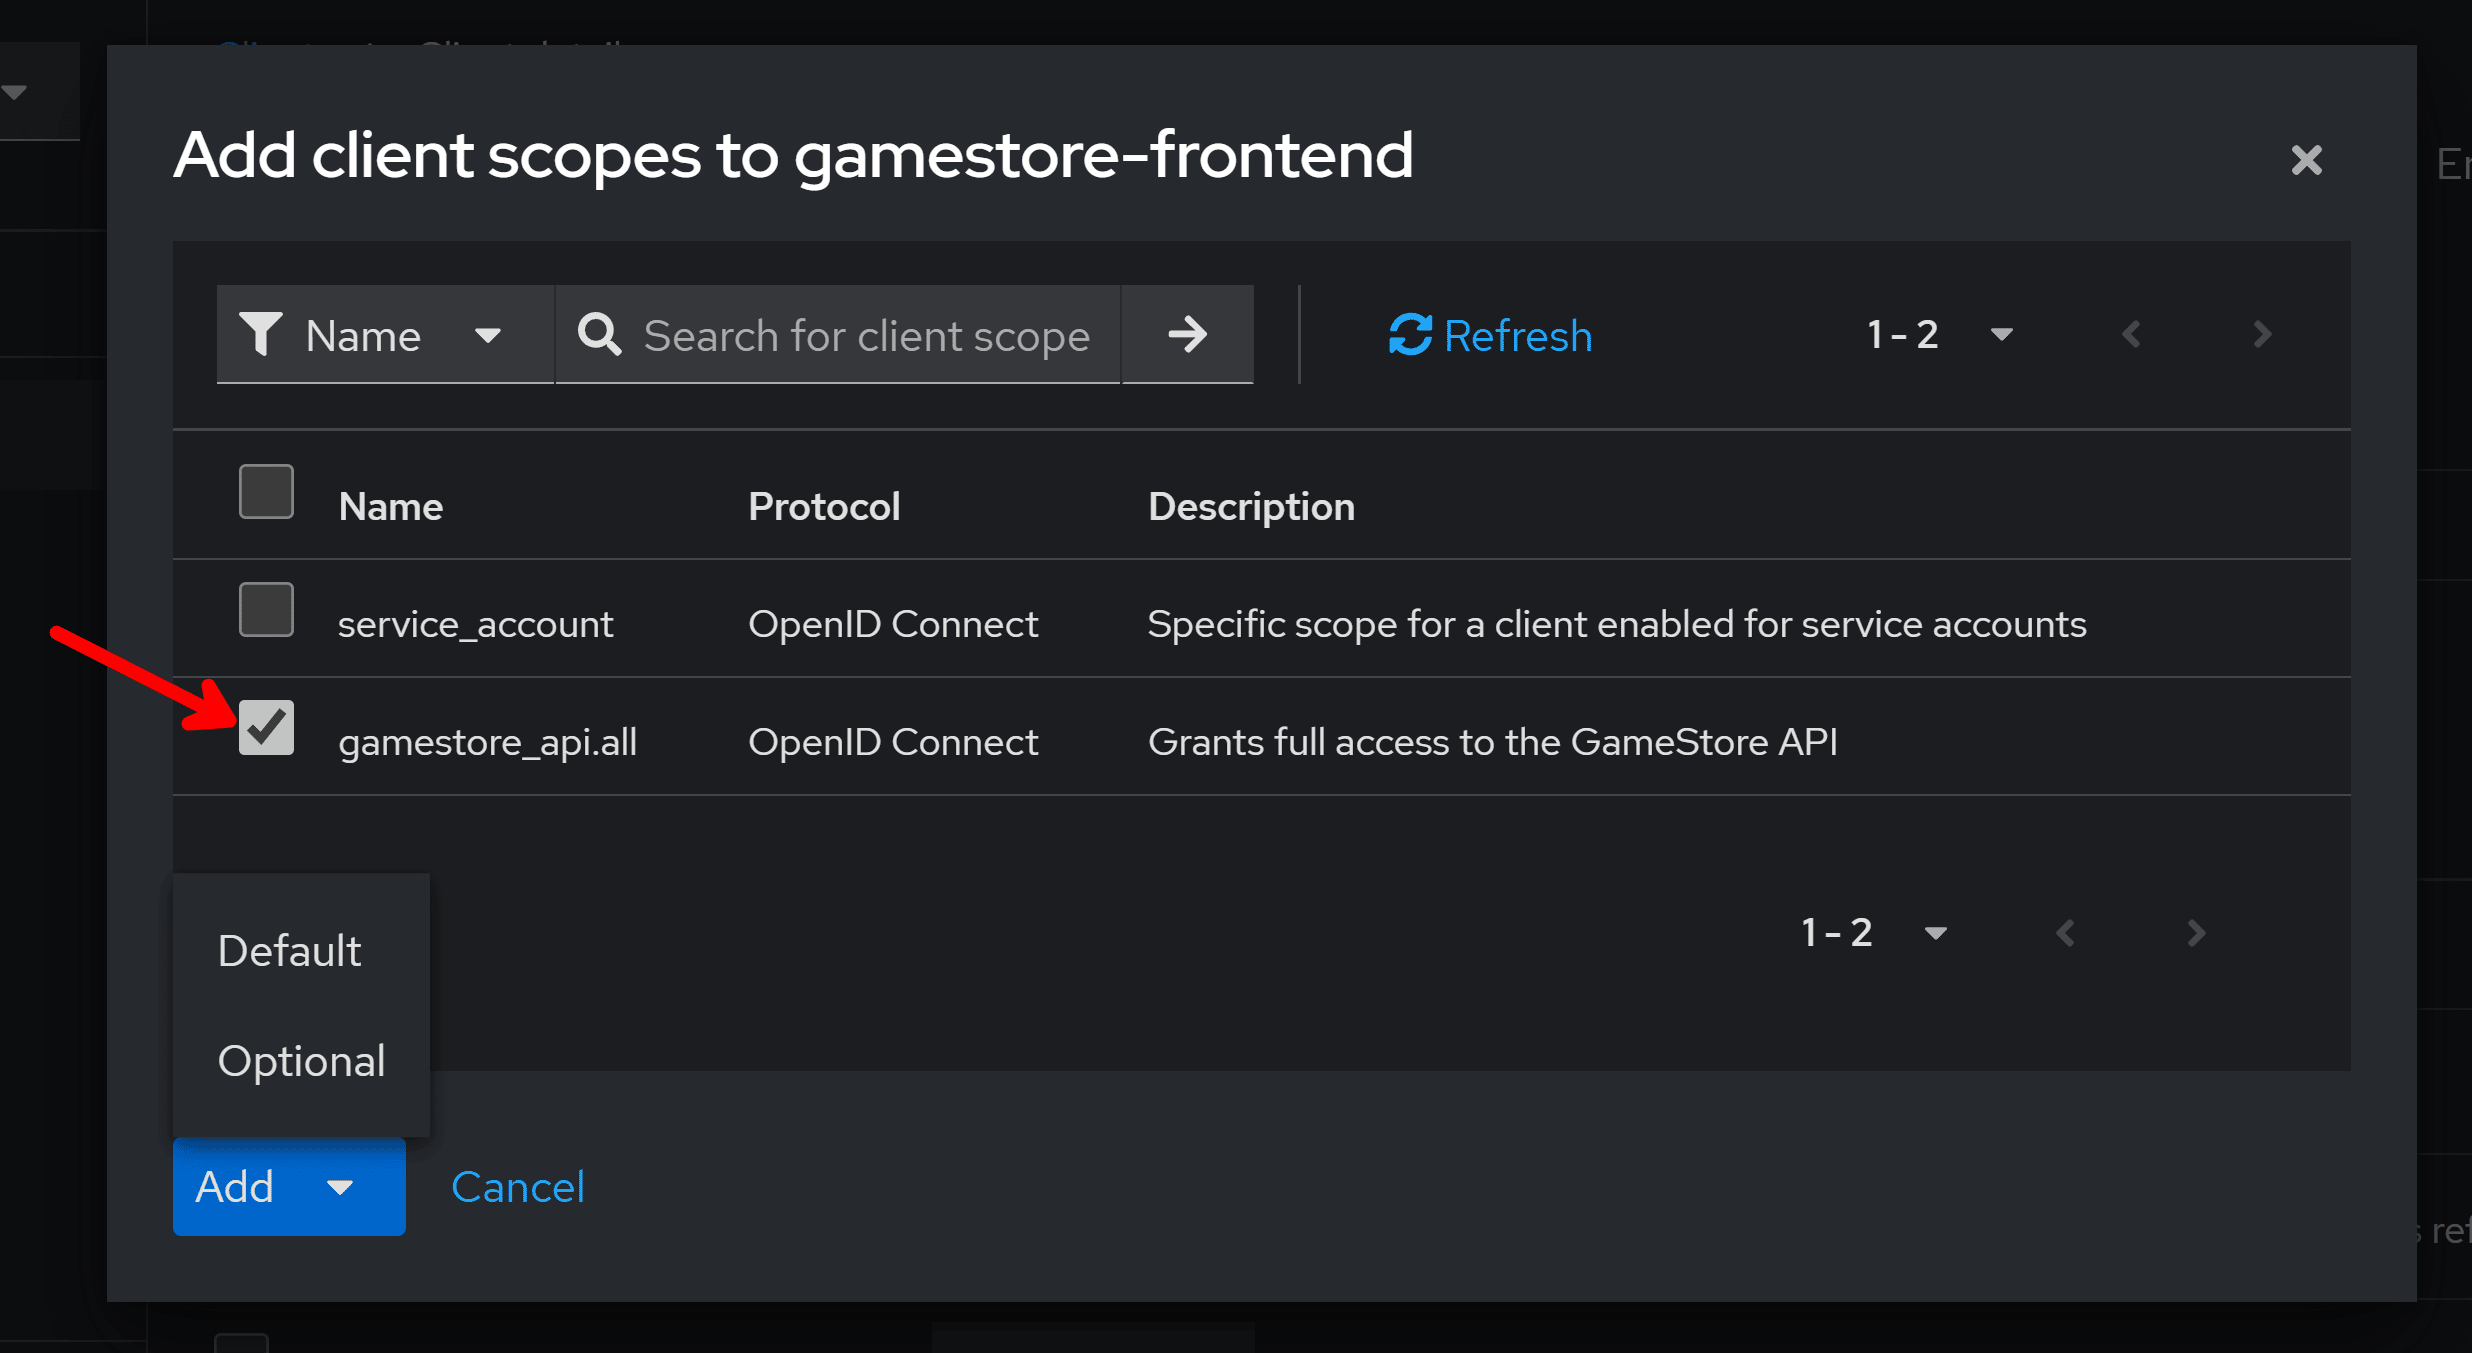 Add client scopes to gamestore-frontend
Name
Search for client scope
Refresh
1 - 2
Name Protocol Description
service_account OpenID Connect Specific scope for a client enabled for service accounts
gamestore_api.all OpenID Connect Grants full access to the GameStore API
1 - 2
Default
Optional
Add
Cancel